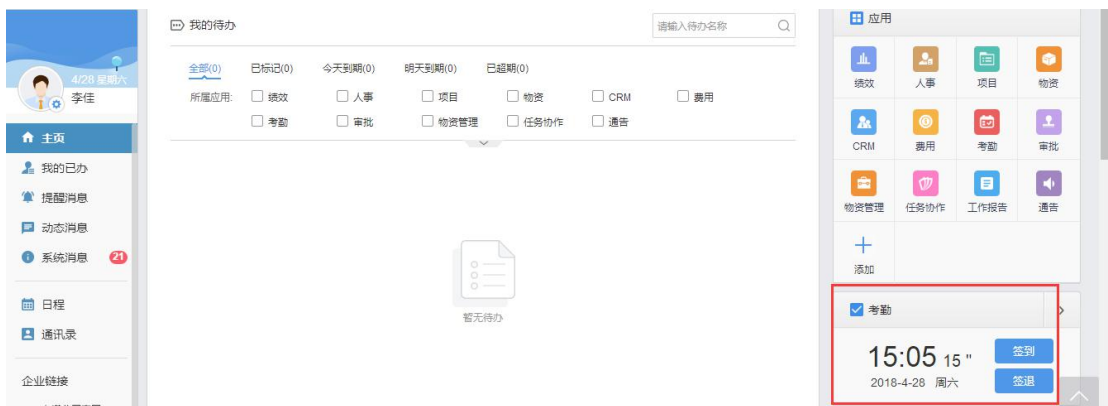 4/28 星期六
李佳
主页
我的已办
提醒消息
动态消息
系统消息 21
日程
通讯录
企业链接
我的待办
请输入待办名称
全部(0) 已标记(0) 今天到期(0) 明天到期(0) 已超期(0)
所属应用: 绩效 人事 项目 物资 CRM 费用
考勤 审批 物资管理 任务协作 通告
暂无待办
应用
绩效 人事 项目 物资
CRM 费用 考勤 审批
物资管理 任务协作 工作报告 通告
添加
考勤
15:05 15 "
签到
2018-4-28 周六
签退